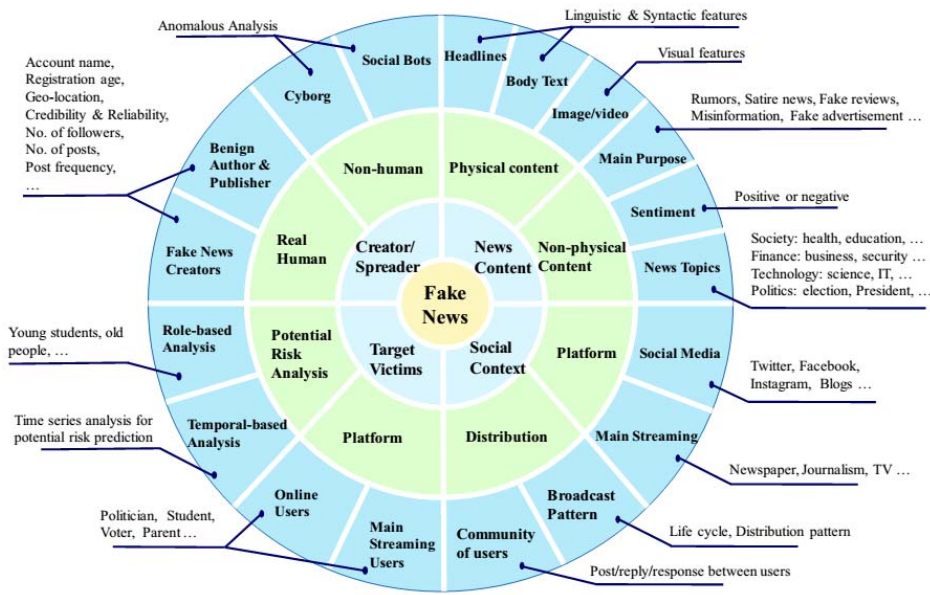 Anomalous Analysis
Linguistic & Syntactic features
Visual features
Account name,
Registration age,
Geo-location,
Credibility & Reliability,
No. of followers,
No. of posts,
Post frequency,
…
Rumors, Satire news, Fake reviews,
Misinformation, Fake advertisement …
Positive or negative
Society: health, education, …
Finance: business, security …
Technology: science, IT, …
Politics: election, President, …
Social Bots
Headlines
Body Text
Cyborg
Image/video
Benign
Author &
Publisher
Main Purpose
Sentiment
Fake News
Creators
News Topics
Non-human
Physical content
Real
Human
Non-physical
Content
Creator/
Spreader
News
Content
Fake
News
Target
Victims
Social
Context
Potential
Risk
Analysis
Platform
Platform
Distribution
Role-based
Analysis
Social Media
Temporal-based
Analysis
Main Streaming
Online
Users
Broadcast
Pattern
Main
Streaming
Users
Community
of users
Young students, old
people, …
Twitter, Facebook,
Instagram, Blogs …
Time series analysis for
potential risk prediction
Newspaper, Journalism, TV …
Politician, Student,
Voter, Parent …
Life cycle, Distribution pattern
Post/reply/response between users